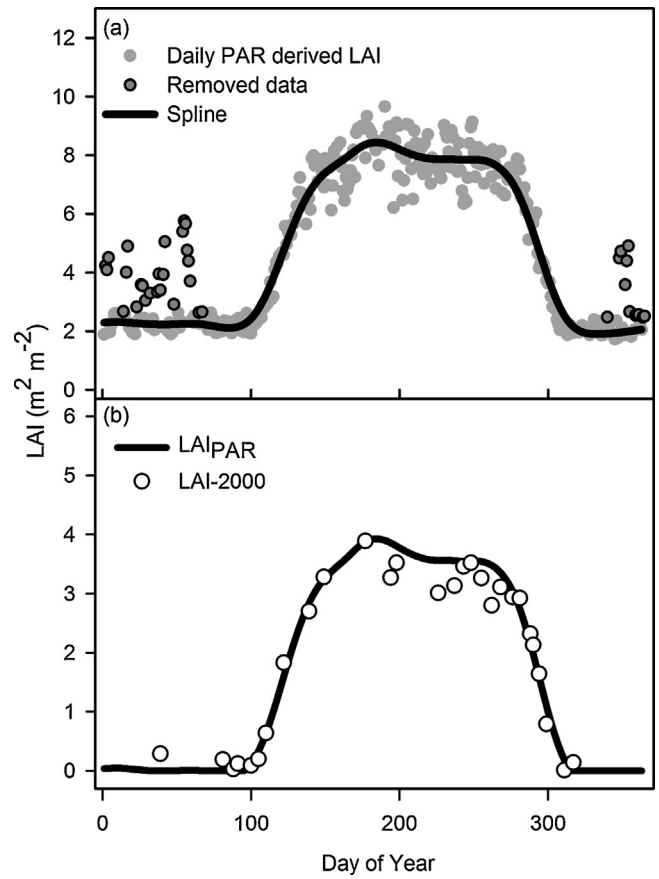 (a)
Daily PAR derived LAI
Removed data
Spline
12
10
8
6
4
2
0
LAI (m² m⁻²)
(b)
LAIPAR
LAI-2000
6
5
4
3
2
1
0
0 100 200 300
Day of Year